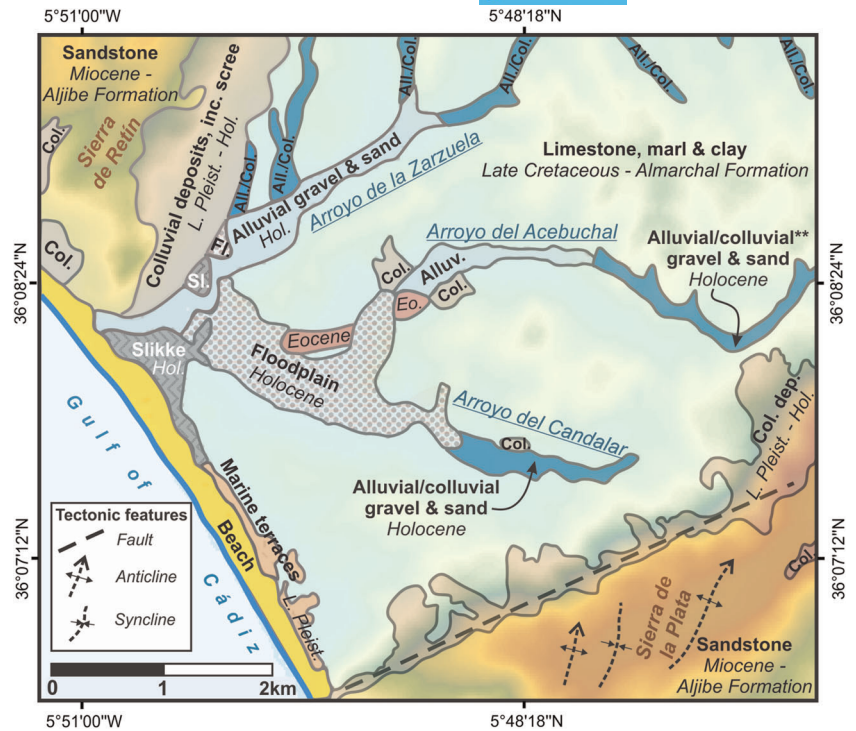 5°51'00"W
5°48'18"N
Sandstone
Miocene -
Aljibe Formation
Sierra
de Retín
Col.
Col.
Colluvial deposits, inc. scree
L. Pleist. - Hol.
All./Col.
All./Col.
All./Col.
All./Col.
All./Col.
All./Col.
Alluvial gravel & sand
Hol.
Arroyo de la Zarzuela
Limestone, marl & clay
Late Cretaceous - Almarchal Formation
Arroyo del Acebuchal
Alluvial/colluvial**
gravel & sand
Holocene
36°08'24"N
36°08'24"N
Fl.
Sl.
Col.
Alluv.
Eo.
Col.
Eocene
Slikke
Hol.
Floodplain
Holocene
Gulf of
Cádiz
Arroyo del Candalar
Col.
Alluvial/colluvial
gravel & sand
Holocene
Col. dep.
L. Pleist. - Hol.
Marine terraces
L. Pleist.
Beach
Tectonic features
Fault
Anticline
Syncline
36°07'12"N
36°07'12"N
Col.
Sierra de
la Plata
Sandstone
Miocene -
Aljibe Formation
0
1
2km
5°51'00"W
5°48'18"N